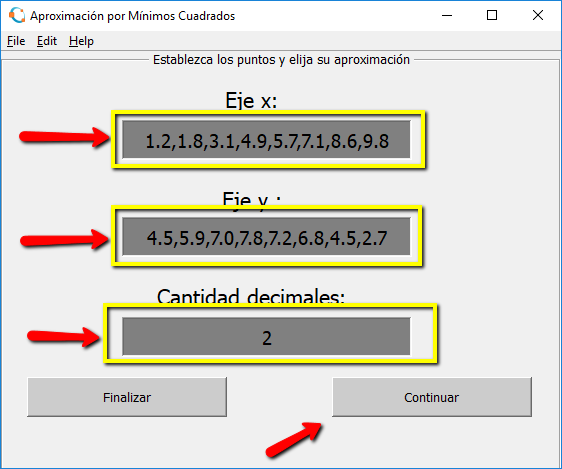 Aproximación por Mínimos Cuadrados
File Edit Help
Establezca los puntos y elija su aproximación
Eje x:
1.2,1.8,3.1,4.9,5.7,7.1,8.6,9.8
Eje y :
4.5,5.9,7.0,7.8,7.2,6.8,4.5,2.7
Cantidad decimales:
2
Finalizar Continuar